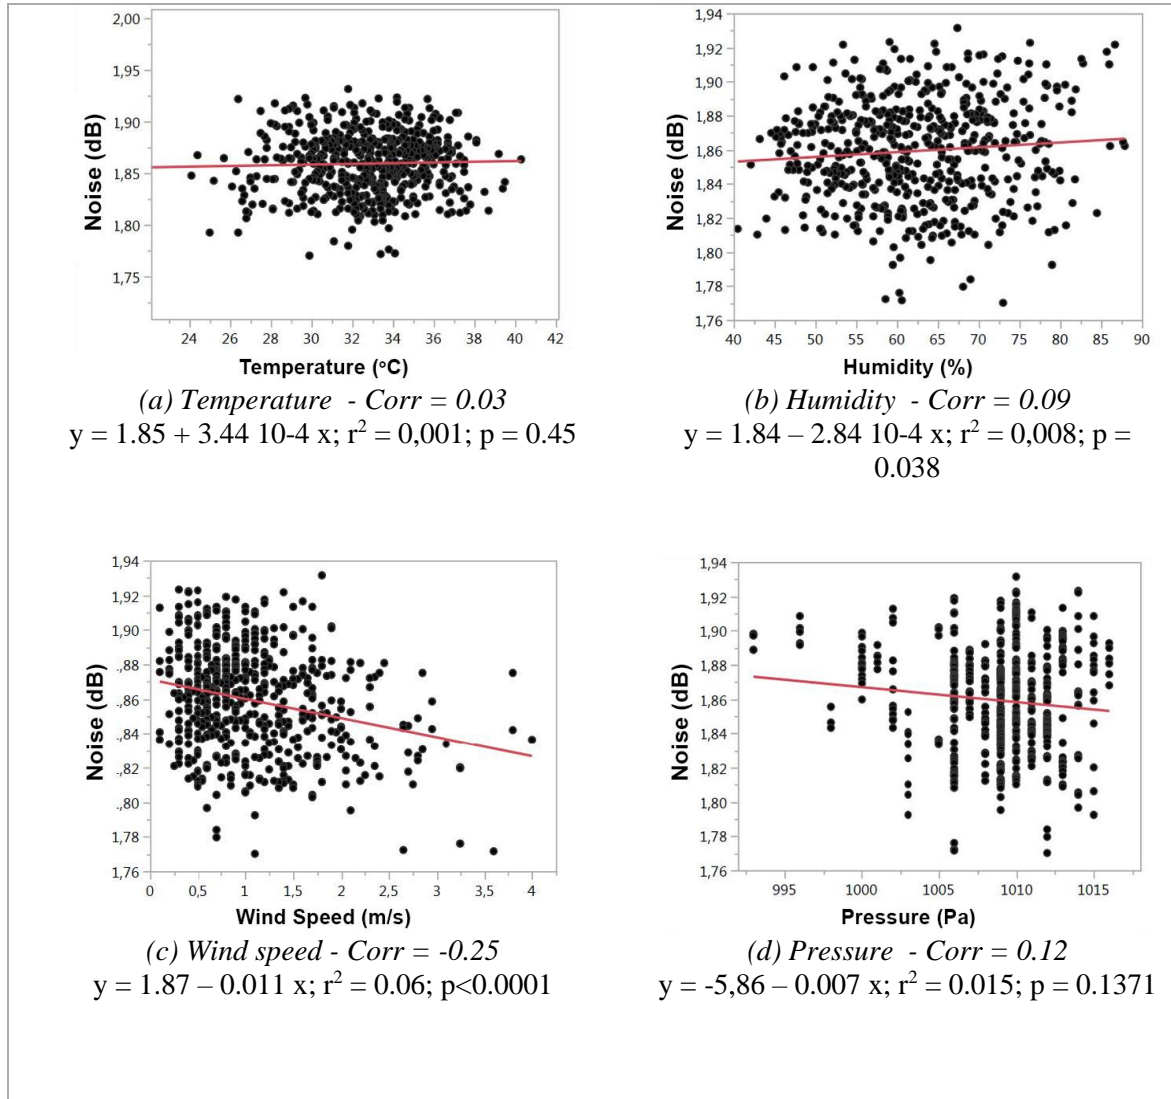 2,00
1,95
1,90
1,85
1,80
1,75
Noise (dB)
24 26 28 30 32 34 36 38 40 42
Temperature (°C)
(a) Temperature - Corr = 0.03
y = 1.85 + 3.44 10-4 x; r² = 0,001; p = 0.45
1,94
1,92
1,90
1,88
1,86
1,84
1,82
1,80
1,78
1,76
Noise (dB)
40 45 50 55 60 65 70 75 80 85 90
Humidity (%)
(b) Humidity - Corr = 0.09
y = 1.84 – 2.84 10-4 x; r² = 0,008; p =
0.038
1,94
1,92
1,90
,88
1,86
,84
,82
.,80
1,78
1,76
Noise (dB)
0 0,5 1 1,5 2 2,5 3 3,5 4
Wind Speed (m/s)
(c) Wind speed - Corr = -0.25
y = 1.87 – 0.011 x; r² = 0.06; p<0.0001
1,94
1,92
1,90
1,88
1,86
1,84
1,82
1,80
1,78
1,76
Noise (dB)
995 1000 1005 1010 1015
Pressure (Pa)
(d) Pressure - Corr = 0.12
y = -5,86 – 0.007 x; r² = 0.015; p = 0.1371